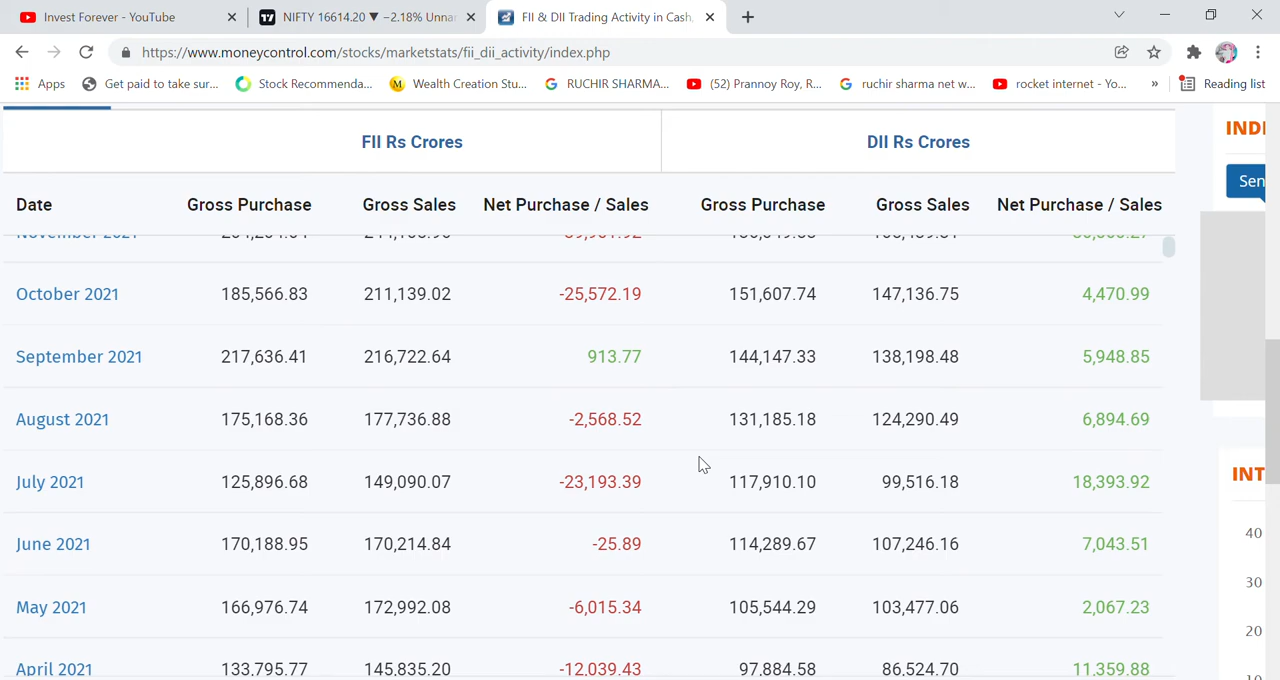 Invest Forever - YouTube
NIFTY 16614.20 ▼ −2.18% Unna
FII & DII Trading Activity in Cash,
https://www.moneycontrol.com/stocks/marketstats/fii_dii_activity/index.php
Apps Get paid to take sur... Stock Recommenda... Wealth Creation Stu... RUCHIR SHARMA... (52) Prannoy Roy, R... ruchir sharma net w... rocket internet - Yo... » Reading list
FII Rs Crores DII Rs Crores
INDI
Sen
Date Gross Purchase Gross Sales Net Purchase / Sales Gross Purchase Gross Sales Net Purchase / Sales
November 2021
October 2021 185,566.83 211,139.02 -25,572.19 151,607.74 147,136.75 4,470.99
September 2021 217,636.41 216,722.64 913.77 144,147.33 138,198.48 5,948.85
August 2021 175,168.36 177,736.88 -2,568.52 131,185.18 124,290.49 6,894.69
INT
July 2021 125,896.68 149,090.07 -23,193.39 117,910.10 99,516.18 18,393.92
40
June 2021 170,188.95 170,214.84 -25.89 114,289.67 107,246.16 7,043.51
30
May 2021 166,976.74 172,992.08 -6,015.34 105,544.29 103,477.06 2,067.23
20
April 2021 133,795.77 145,835.20 -12,039.43 97,884.58 86,524.70 11,359.88
10